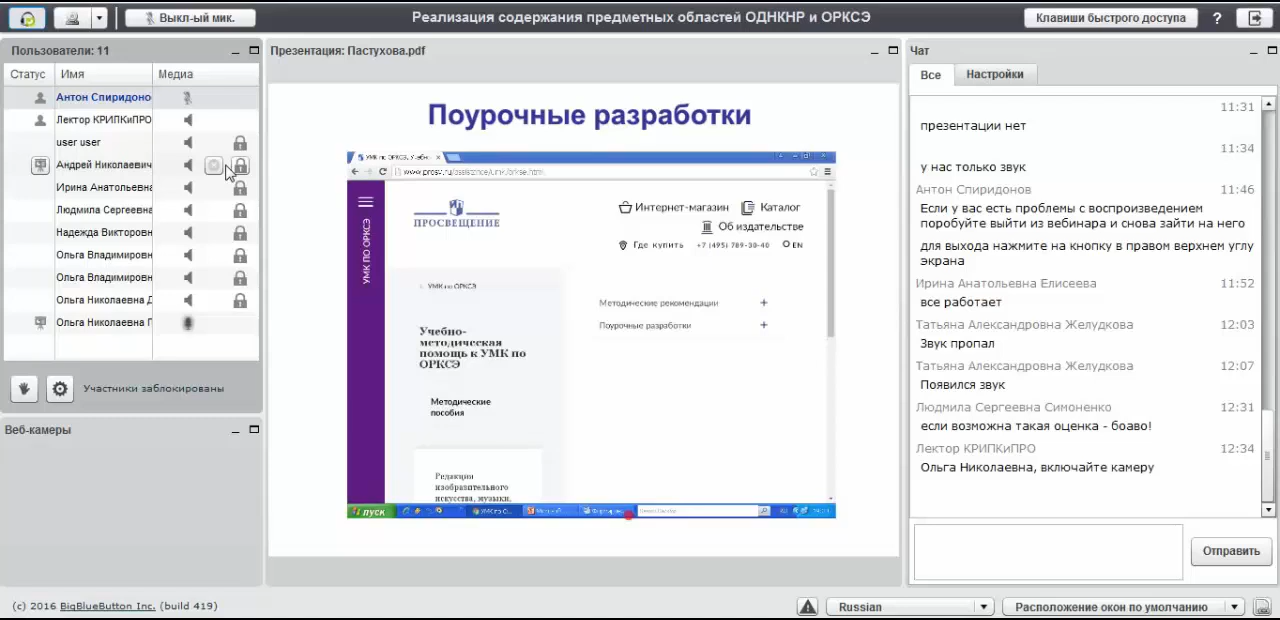 Выкл-ый мик.
Реализация содержания предметных областей ОДНКНР и ОРКСЭ
Клавиши быстрого доступа
?
Пользователи: 11
Статус Имя Медиа
Антон Спиридоно
Лектор КРИПКиПРО
user user
Андрей Николаевич
Ирина Анатольевна
Людмила Сергеевна
Надежда Викторовн
Ольга Владимировн
Ольга Владимировн
Ольга Николаевна Д
Ольга Николаевна П
Участники заблокированы
Веб-камеры
Презентация: Пастухова.pdf
Поурочные разработки
УМК по ОРКСЭ
ПРОСВЕЩЕНИЕ
Интернет-магазин Каталог
Об издательстве
Где купить +7 (495) 789-30-40 EN
УМК по ОРКСЭ
Учебно-
методическая
помощь к УМК по
ОРКСЭ
Методические
пособия
Редакции
изобразительного
искусства, музыки,
Методические рекомендации +
Поурочные разработки +
пуск
Чат
Все Настройки
11:31
презентации нет
11:34
у нас только звук
Антон Спиридонов 11:46
Если у вас есть проблемы с воспроизведением
поробуйте выйти из вебинара и снова зайти на него
для выхода нажмите на кнопку в правом верхнем углу
экрана
Ирина Анатольевна Елисеева 11:52
все работает
Татьяна Александровна Желудкова 12:03
Звук пропал
Татьяна Александровна Желудкова 12:07
Появился звук
Людмила Сергеевна Симоненко 12:31
если возможна такая оценка - боаво!
Лектор КРИПКиПРО 12:34
Ольга Николаевна, включайте камеру
Отправить
(c) 2016 BigBlueButton Inc. (build 419)
Russian
Расположение окон по умолчанию